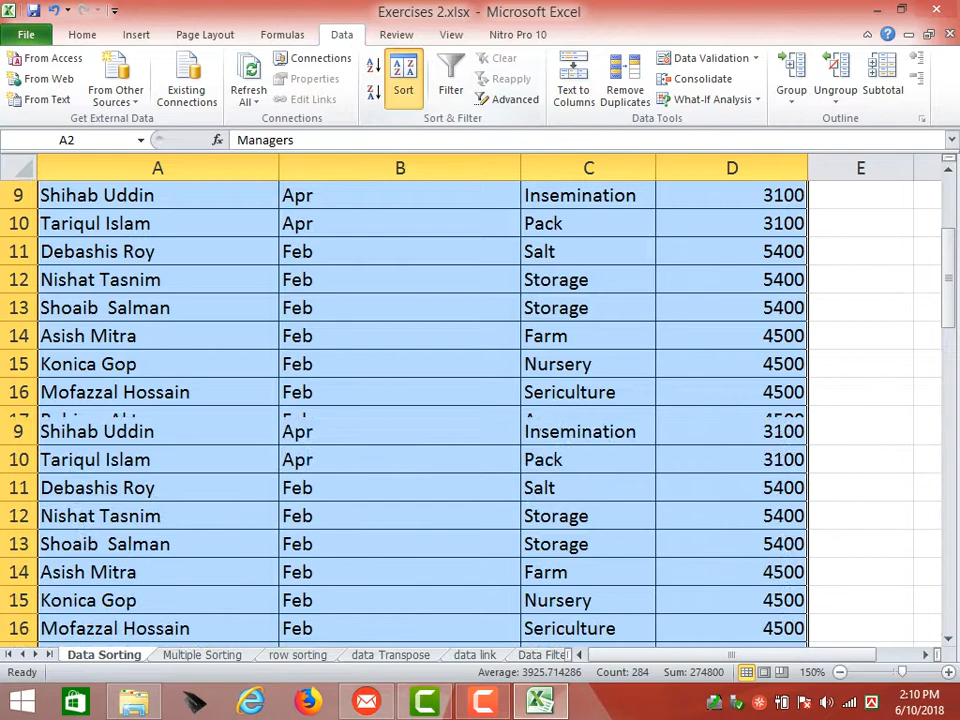 Exercises 2.xlsx - Microsoft Excel
File Home Insert Page Layout Formulas Data Review View Nitro Pro 10
From Access
From Web
From Text
From Other Sources
Existing Connections
Get External Data
Refresh All
Connections
Properties
Edit Links
Connections
Sort
Filter
Clear
Reapply
Advanced
Sort & Filter
Text to Columns
Remove Duplicates
Data Validation
Consolidate
What-If Analysis
Data Tools
Group
Ungroup
Subtotal
Outline
A2 fx Managers
A B C D E
9 Shihab Uddin Apr Insemination 3100
10 Tariqul Islam Apr Pack 3100
11 Debashis Roy Feb Salt 5400
12 Nishat Tasnim Feb Storage 5400
13 Shoaib  Salman Feb Storage 5400
14 Asish Mitra Feb Farm 4500
15 Konica Gop Feb Nursery 4500
16 Mofazzal Hossain Feb Sericulture 4500
9 Shihab Uddin Apr Insemination 3100
10 Tariqul Islam Apr Pack 3100
11 Debashis Roy Feb Salt 5400
12 Nishat Tasnim Feb Storage 5400
13 Shoaib  Salman Feb Storage 5400
14 Asish Mitra Feb Farm 4500
15 Konica Gop Feb Nursery 4500
16 Mofazzal Hossain Feb Sericulture 4500
Data Sorting Multiple Sorting row sorting data Transpose data link Data Filte
Ready Average: 3925.714286 Count: 284 Sum: 274800 150%
2:10 PM
6/10/2018